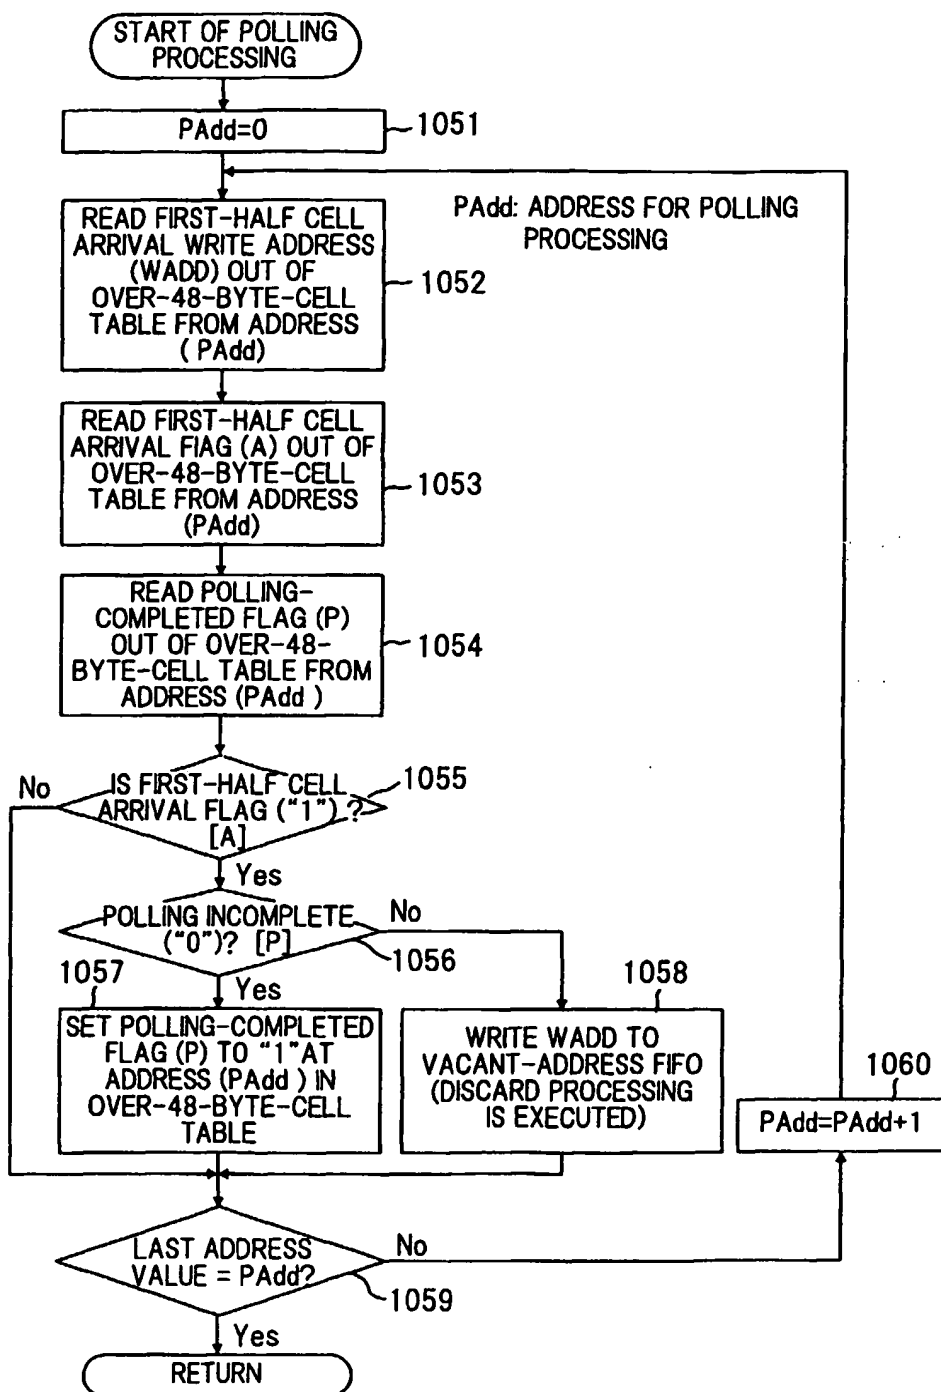 START OF POLLING
PROCESSING
PAdd=0
1051
PAdd: ADDRESS FOR POLLING
PROCESSING
READ FIRST-HALF CELL
ARRIVAL WRITE ADDRESS
(WADD) OUT OF
OVER-48-BYTE-CELL
TABLE FROM ADDRESS
( PAdd)
1052
READ FIRST-HALF CELL
ARRIVAL FIAG (A) OUT OF
OVER-48-BYTE-CELL
TABLE FROM ADDRESS
(PAdd)
1053
READ POLLING-
COMPLETED FLAG (P)
OUT OF OVER-48-
BYTE-CELL TABLE FROM
ADDRESS (PAdd )
1054
No
IS FIRST-HALF CELL
ARRIVAL FLAG ("1") ?
[A]
1055
Yes
POLLING INCOMPLETE
("0")? [P]
No
1056
Yes
1057
SET POLLING-COMPLETED
FLAG (P) TO "1"AT
ADDRESS (PAdd ) IN
OVER-48-BYTE-CELL
TABLE
1058
WRITE WADD TO
VACANT-ADDRESS FIFO
(DISCARD PROCESSING
IS EXECUTED)
1060
PAdd=PAdd+1
LAST ADDRESS
VALUE = PAdd?
No
1059
Yes
RETURN